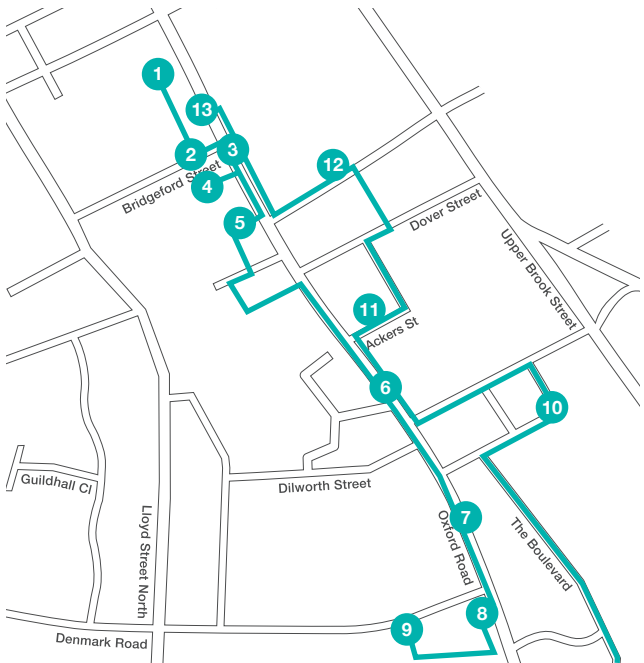 1
13
2
3
12
4
Bridgeford Street
5
Dover Street
Upper Brook Street
11
Ackers St
6
10
Guildhall Cl
Dilworth Street
Lloyd Street North
7
Oxford Road
The Boulevard
8
9
Denmark Road